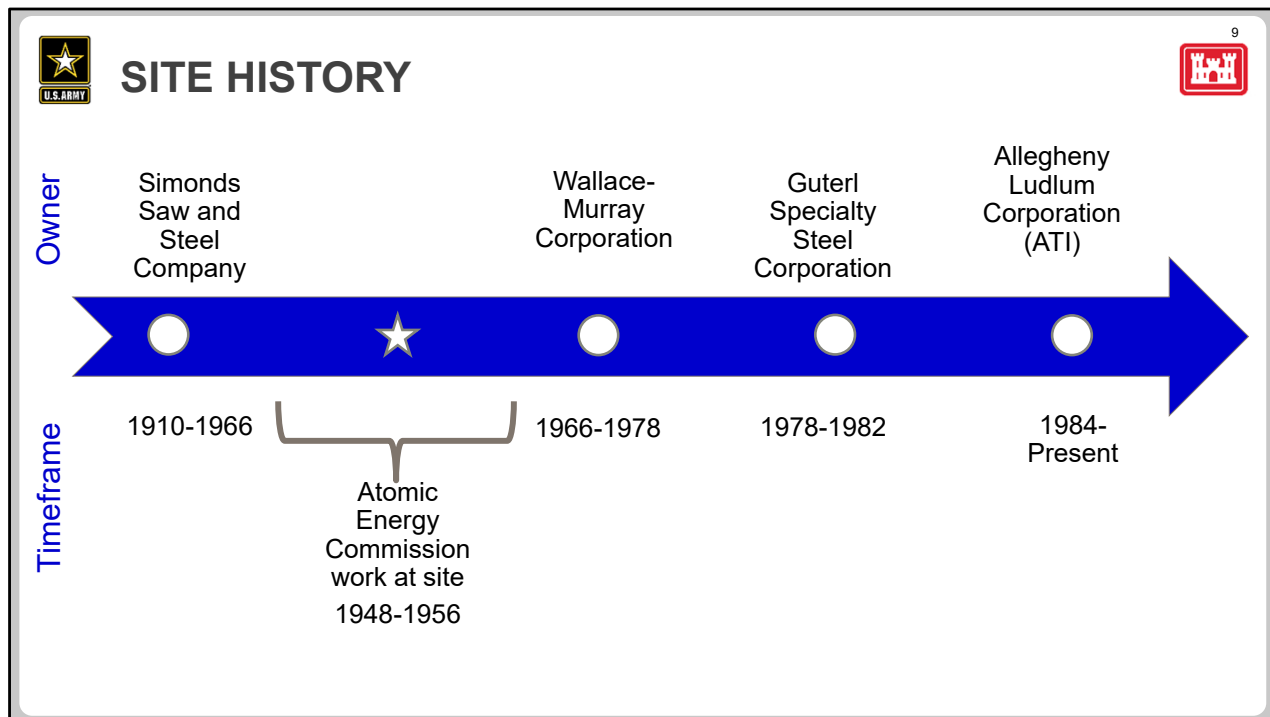 9
U.S.ARMY
SITE HISTORY
Owner
Simonds
Saw and
Steel
Company
Wallace-
Murray
Corporation
Guterl
Specialty
Steel
Corporation
Allegheny
Ludlum
Corporation
(ATI)
Timeframe
1910-1966
Atomic
Energy
Commission
work at site
1948-1956
1966-1978
1978-1982
1984-
Present